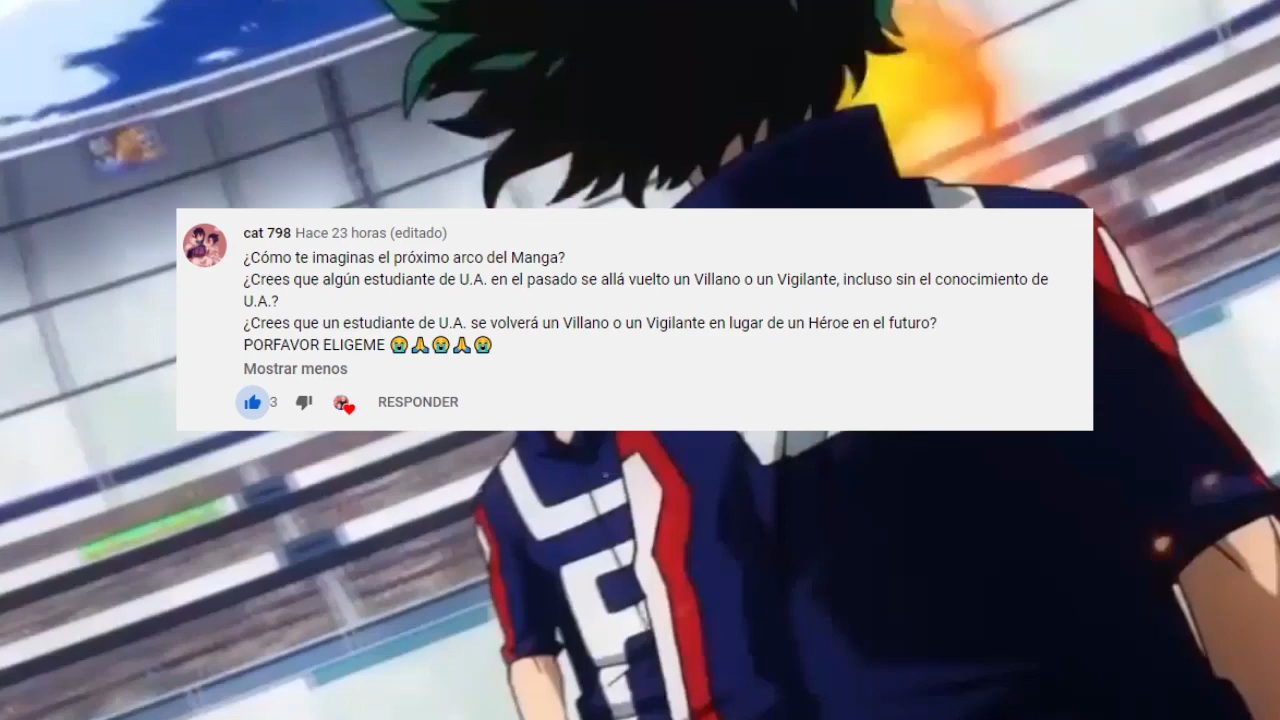 cat 798 Hace 23 horas (editado)
¿Cómo te imaginas el próximo arco del Manga?
¿Crees que algún estudiante de U.A. en el pasado se allá vuelto un Villano o un Vigilante, incluso sin el conocimiento de
U.A.?
¿Crees que un estudiante de U.A. se volverá un Villano o un Vigilante en lugar de un Héroe en el futuro?
PORFAVOR ELIGEME 😭🙏😭🙏😭
Mostrar menos
3 RESPONDER